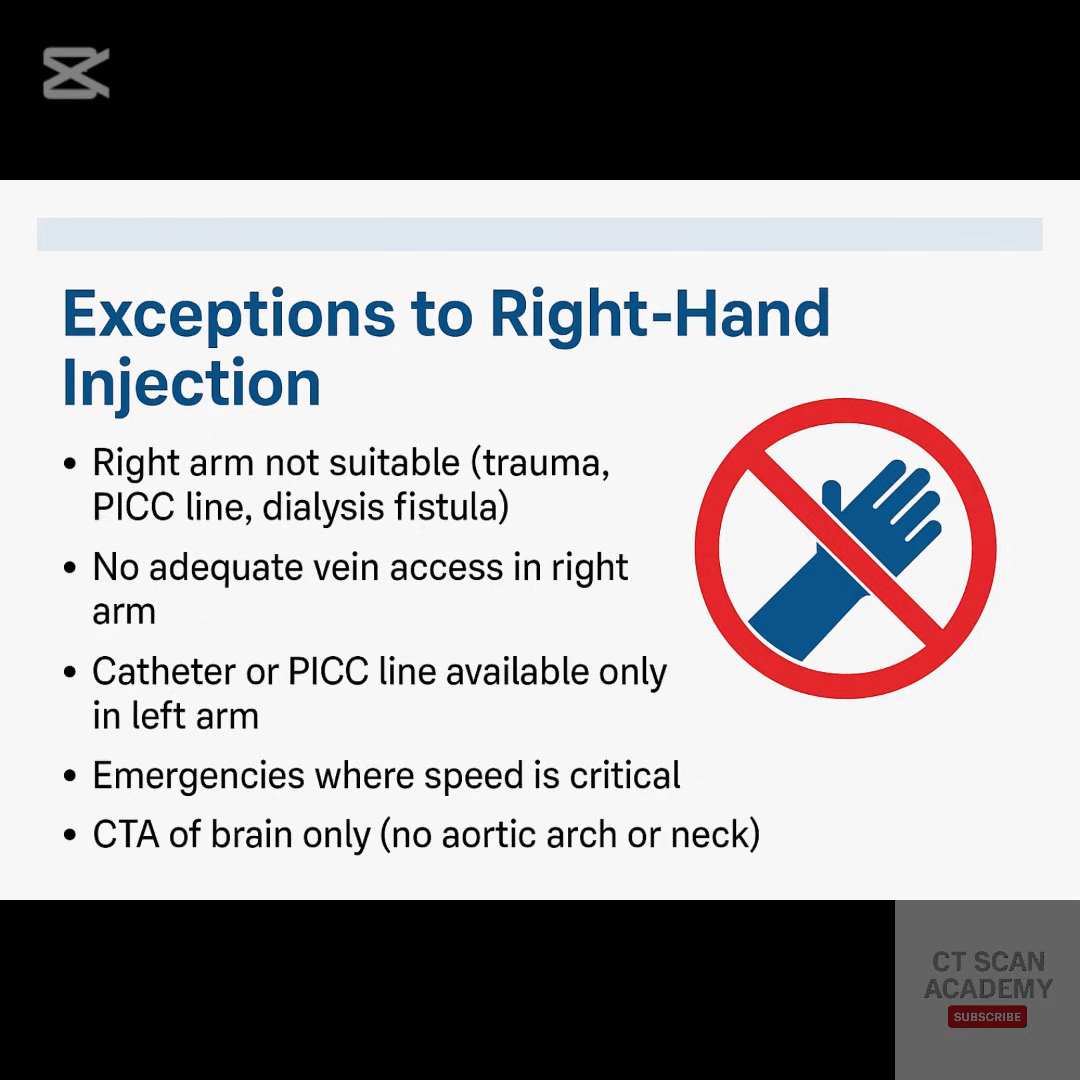 Exceptions to Right-Hand
Injection
• Right arm not suitable (trauma,
PICC line, dialysis fistula)
• No adequate vein access in right
arm
• Catheter or PICC line available only
in left arm
• Emergencies where speed is critical
• CTA of brain only (no aortic arch or neck)
CT SCAN
ACADEMY
SUBSCRIBE